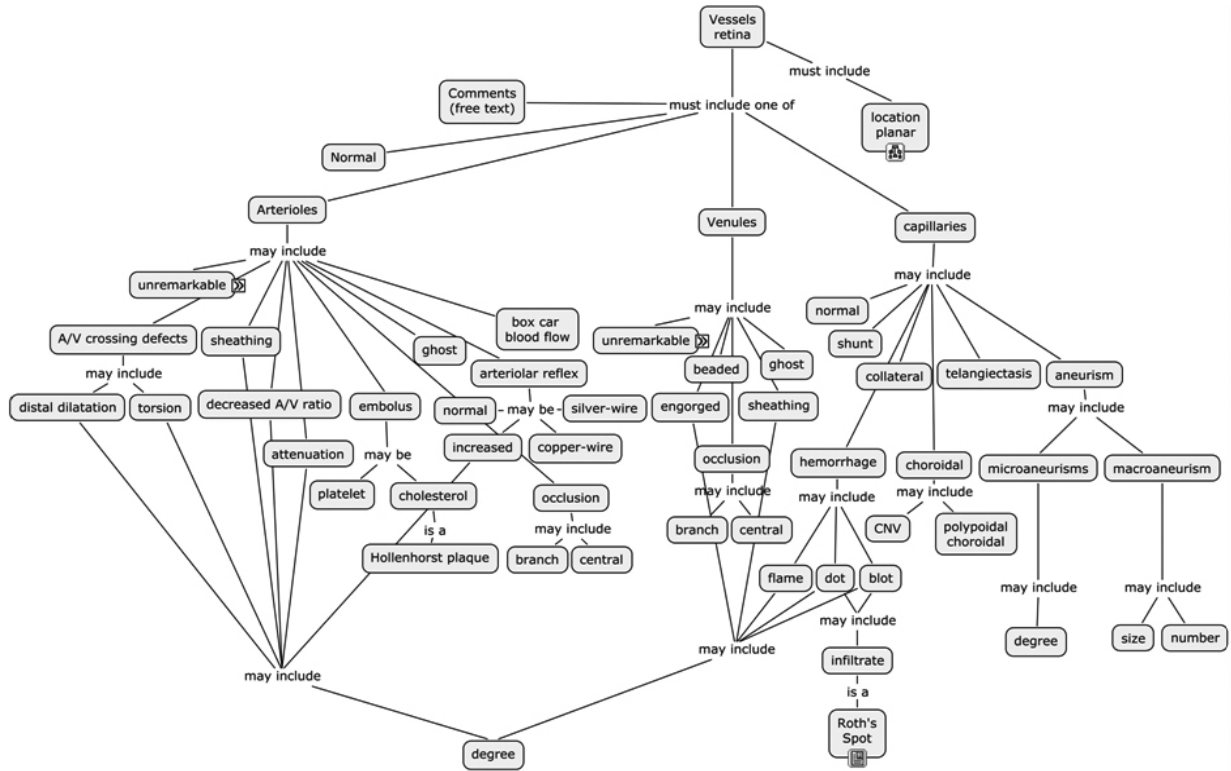 Vessels
retina
must include
Comments
(free text)
must include one of
location
planar
Normal
Arterioles
Venules
capillaries
may include
may include
unremarkable
may include
unremarkable
normal
box car
blood flow
A/V crossing defects
sheathing
ghost
beaded
ghost
shunt
collateral
telangiectasis
aneurism
may include
arteriolar reflex
distal dilatation
torsion
decreased A/V ratio
embolus
normal
may be
silver-wire
engorged
sheathing
may include
attenuation
may be
increased
copper-wire
occlusion
hemorrhage
choroidal
microaneurisms
macroaneurism
platelet
cholesterol
occlusion
may include
may include
may include
is a
may include
branch
central
CNV
polypoidal
choroidal
Hollenhorst plaque
branch
central
flame
dot
blot
may include
may include
may include
degree
size
number
may include
may include
infiltrate
is a
Roth's
Spot
degree